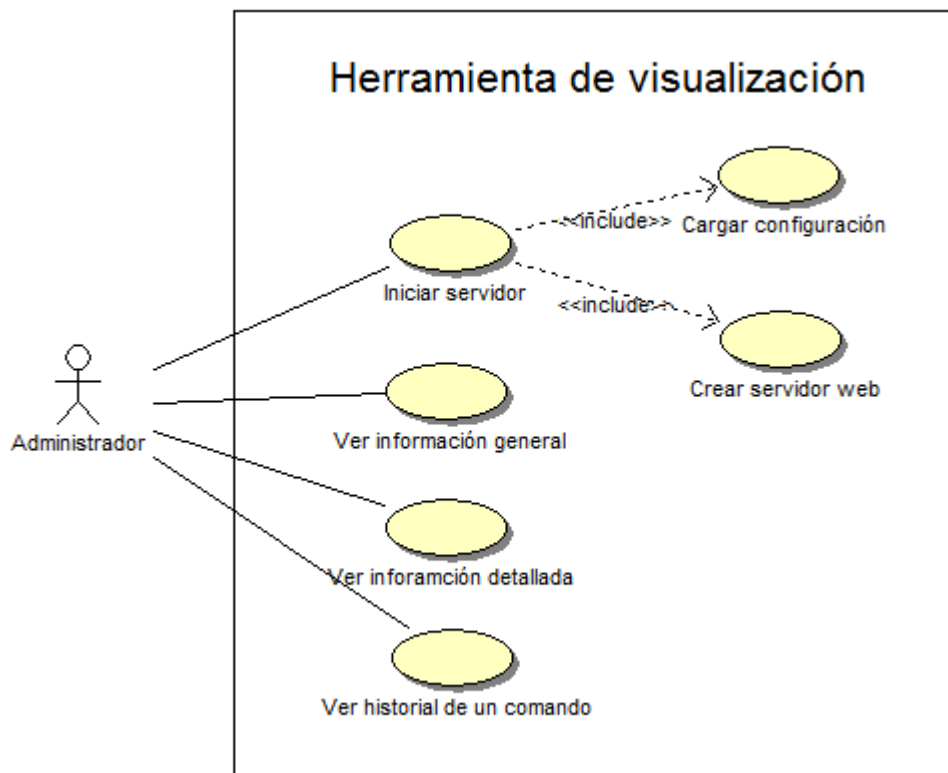 Herramienta de visualización
Cargar configuración
<<include>>
Iniciar servidor
<<include>>
Crear servidor web
Administrador
Ver información general
Ver inforamción detallada
Ver historial de un comando